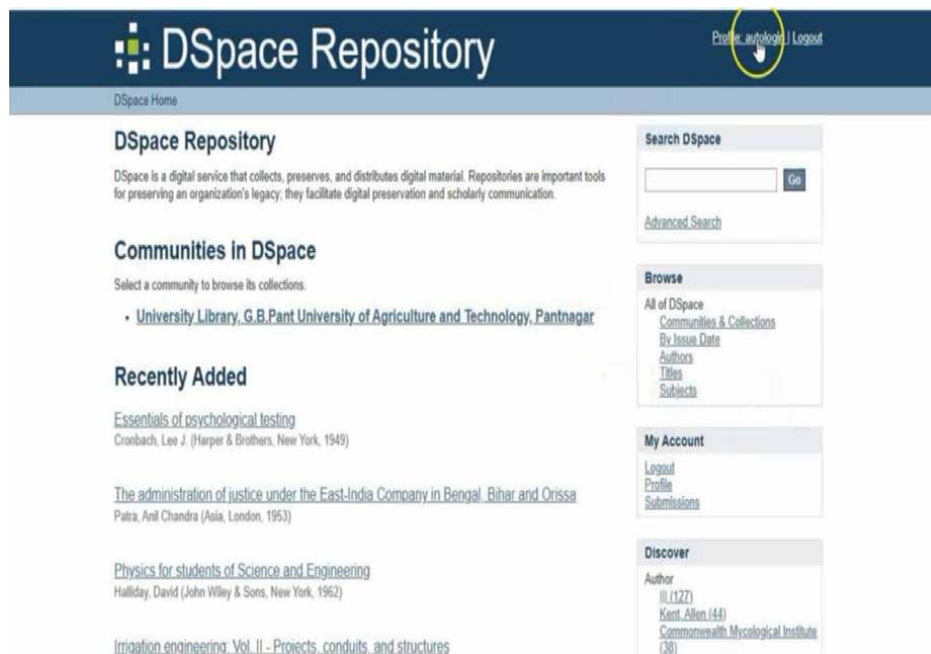 DSpace Repository
Profile: autologin | Logout
DSpace Home
DSpace Repository
DSpace is a digital service that collects, preserves, and distributes digital material. Repositories are important tools
for preserving an organization's legacy; they facilitate digital preservation and scholarly communication.
Communities in DSpace
Select a community to browse its collections.
• University Library, G.B.Pant University of Agriculture and Technology, Pantnagar
Recently Added
Essentials of psychological testing
Cronbach, Lee J. (Harper & Brothers, New York, 1949)
The administration of justice under the East-India Company in Bengal, Bihar and Orissa
Patra, Anil Chandra (Asia, London, 1953)
Physics for students of Science and Engineering
Halliday, David (John Wiley & Sons, New York, 1962)
Irrigation engineering: Vol. II - Projects, conduits, and structures
Search DSpace
Go
Advanced Search
Browse
All of DSpace
Communities & Collections
By Issue Date
Authors
Titles
Subjects
My Account
Logout
Profile
Submissions
Discover
Author
III (127)
Kent, Allen (44)
Commonwealth Mycological Institute
(38)